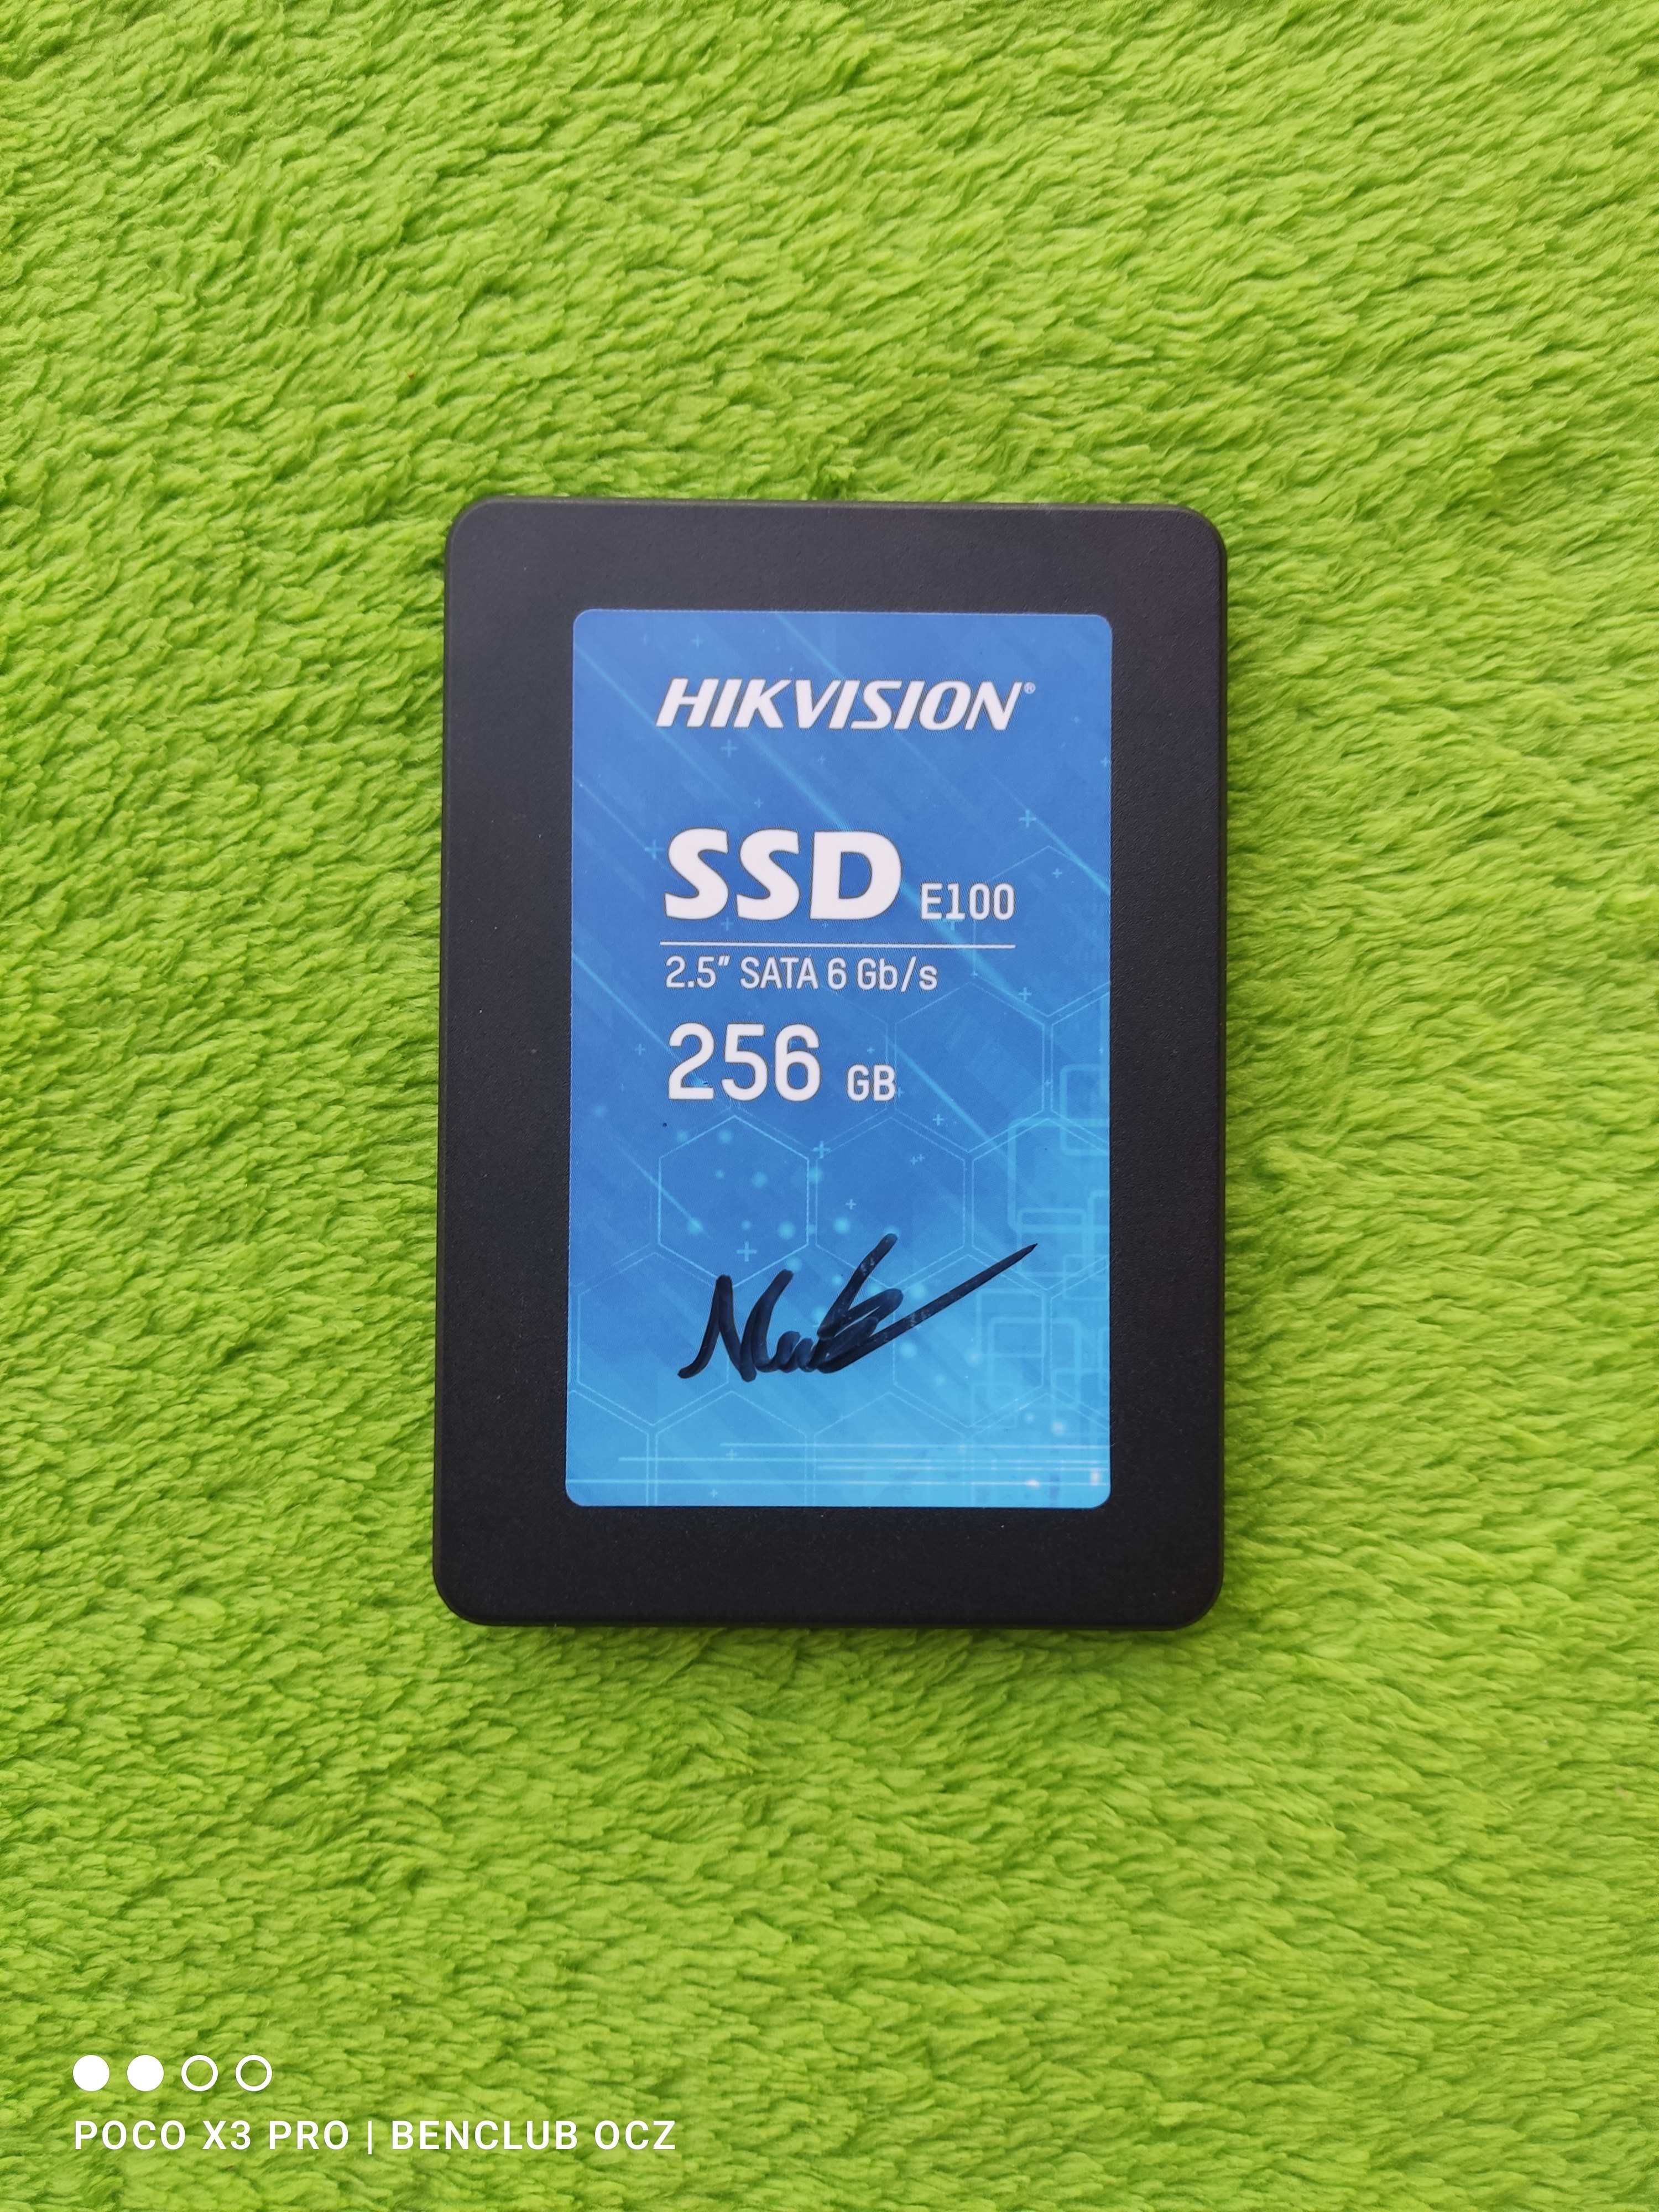 HIKVISION®
SSD E100
2.5" SATA 6 Gb/s
256 GB
POCO X3 PRO | BENCLUB OCZ